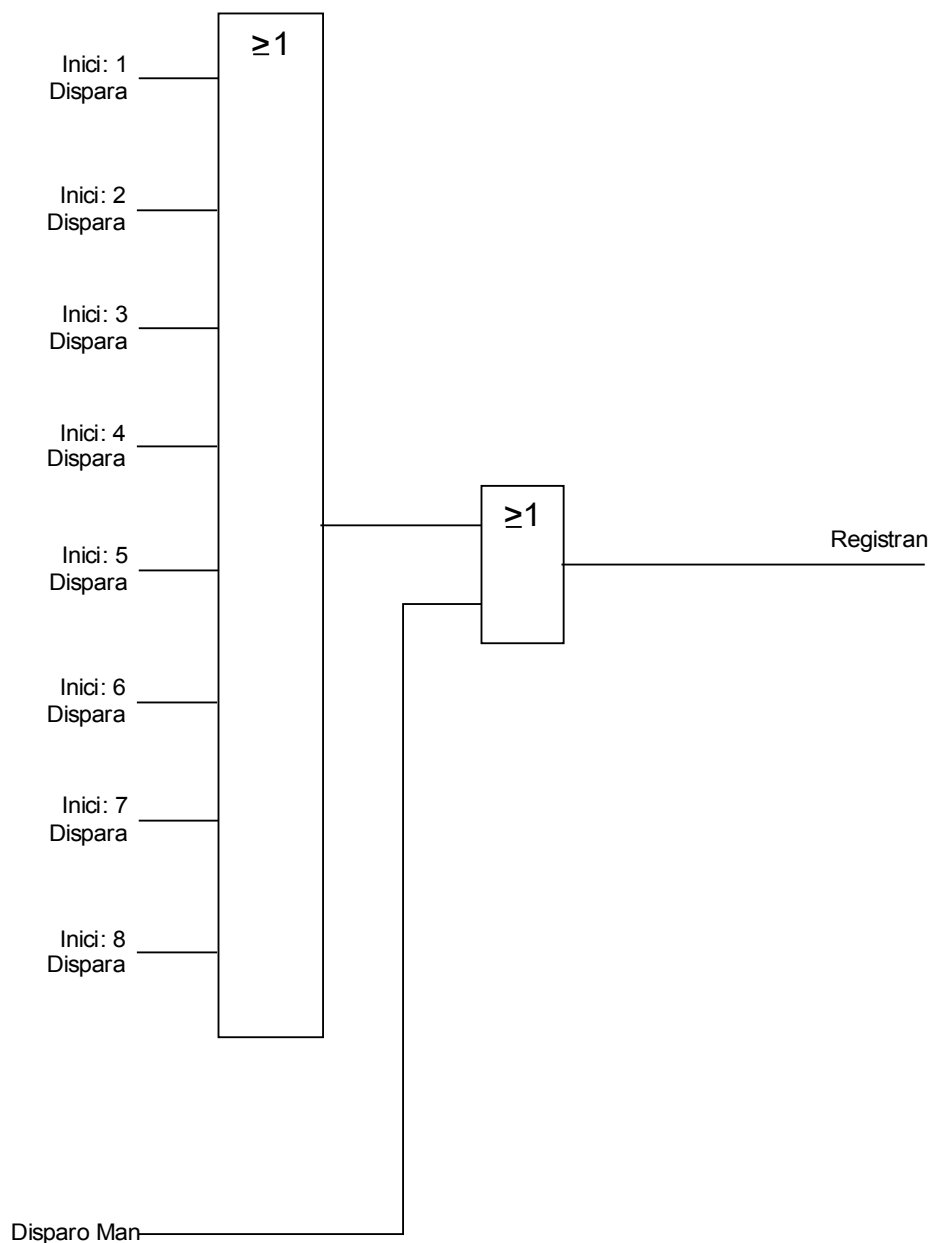 ≥1
Inici: 1
Dispara
Inici: 2
Dispara
Inici: 3
Dispara
Inici: 4
Dispara
≥1
Registran
Inici: 5
Dispara
Inici: 6
Dispara
Inici: 7
Dispara
Inici: 8
Dispara
Disparo Man